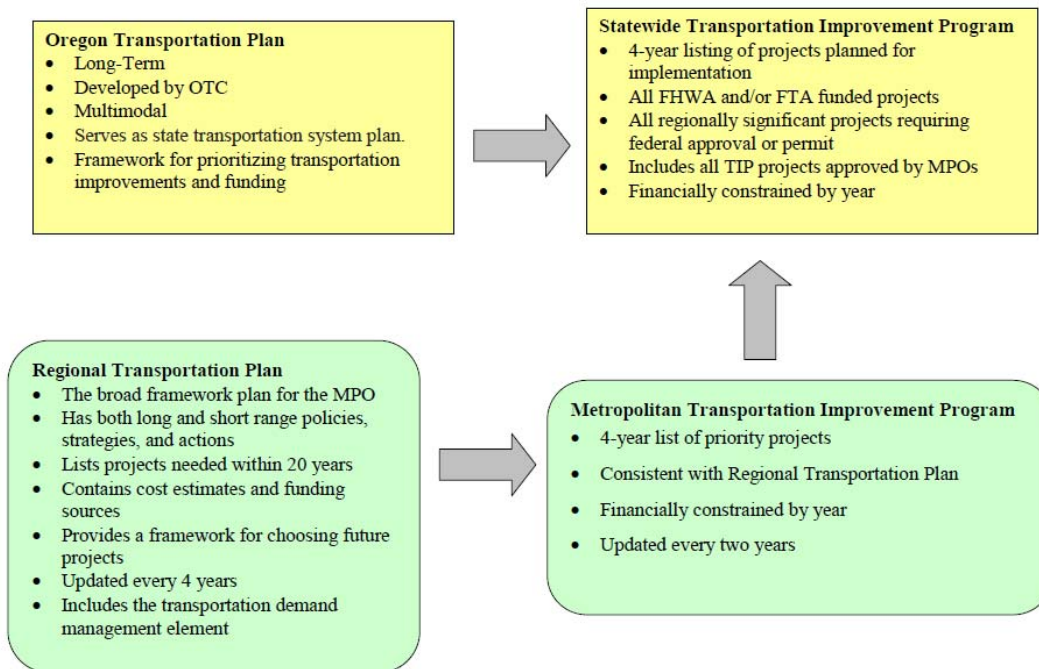 Oregon Transportation Plan
• Long-Term
• Developed by OTC
• Multimodal
• Serves as state transportation system plan.
• Framework for prioritizing transportation
improvements and funding
Statewide Transportation Improvement Program
• 4-year listing of projects planned for
implementation
• All FHWA and/or FTA funded projects
• All regionally significant projects requiring
federal approval or permit
• Includes all TIP projects approved by MPOs
• Financially constrained by year
Regional Transportation Plan
• The broad framework plan for the MPO
• Has both long and short range policies,
strategies, and actions
• Lists projects needed within 20 years
• Contains cost estimates and funding
sources
• Provides a framework for choosing future
projects
• Updated every 4 years
• Includes the transportation demand
management element
Metropolitan Transportation Improvement Program
• 4-year list of priority projects
• Consistent with Regional Transportation Plan
• Financially constrained by year
• Updated every two years